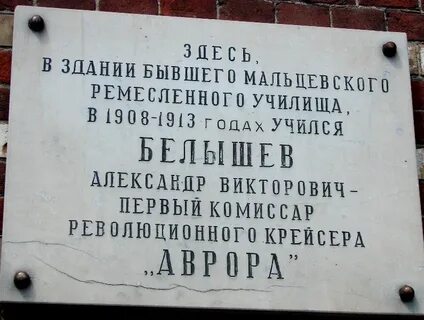 ЗДЕСЬ,
В ЗДАНИИ БЫВШЕГО МАЛЬЦЕВСКОГО
РЕМЕСЛЕННОГО УЧИЛИЩА,
В 1908-1913 ГОДАХ УЧИЛСЯ
БЕЛЫШЕВ
АЛЕКСАНДР ВИКТОРОВИЧ-
ПЕРВЫЙ КОМИССАР
РЕВОЛЮЦИОННОГО КРЕЙСЕРА
„АВРОРА"